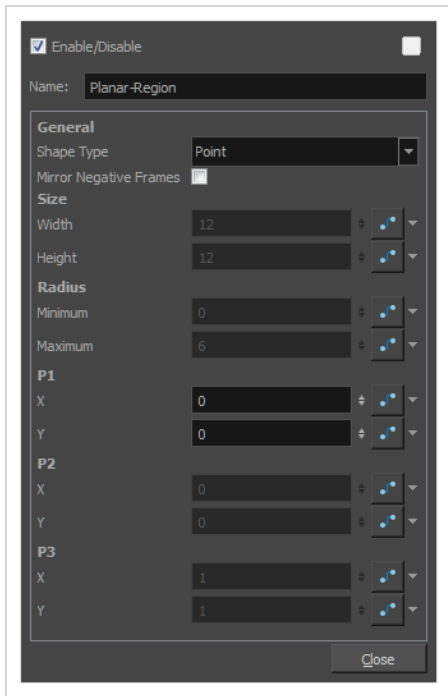 Enable/Disable
Name: Planar-Region
General
Shape Type Point
Mirror Negative Frames
Size
Width 12
Height 12
Radius
Minimum 0
Maximum 6
P1
X 0
Y 0
P2
X 0
Y 0
P3
X 1
Y 1
Close